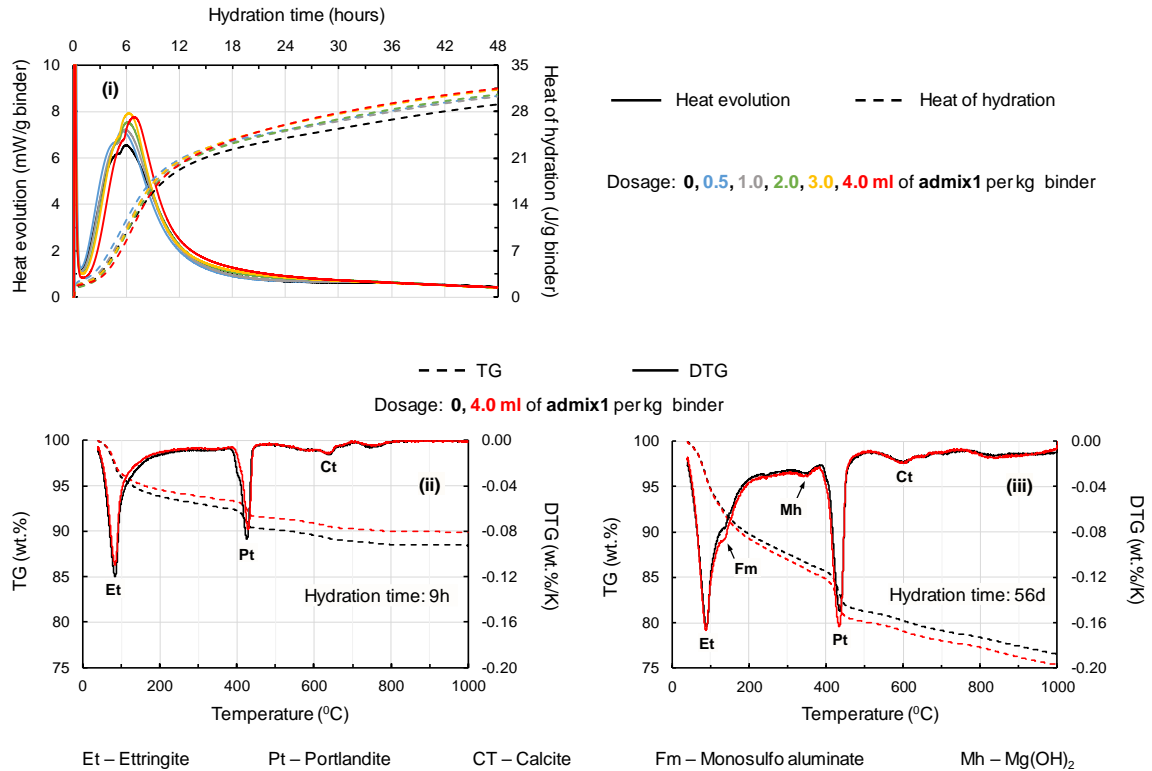 Hydration time (hours)
0 6 12 18 24 30 36 42 48
Heat evolution (mW/g binder)
10
8
6
4
2
0
(i)
35
28
21
14
7
0
Heat of hydration (J/g binder)
Heat evolution Heat of hydration
Dosage: 0, 0.5, 1.0, 2.0, 3.0, 4.0 ml of admix1 per kg binder
TG DTG
Dosage: 0, 4.0 ml of admix1 per kg binder
TG (wt.%)
100
95
90
85
80
75
0 200 400 600 800 1000
Temperature (⁰C)
Et
Pt
Ct
(ii)
Hydration time: 9h
0.00
-0.04
-0.08
-0.12
-0.16
-0.20
DTG (wt.%/K)
TG (wt.%)
100
95
90
85
80
75
0 200 400 600 800 1000
Temperature (⁰C)
Et
Fm
Mh
Pt
Ct
(iii)
Hydration time: 56d
0.00
-0.04
-0.08
-0.12
-0.16
-0.20
DTG (wt.%/K)
Et – Ettringite Pt – Portlandite CT – Calcite Fm – Monosulfo aluminate Mh – Mg(OH)₂